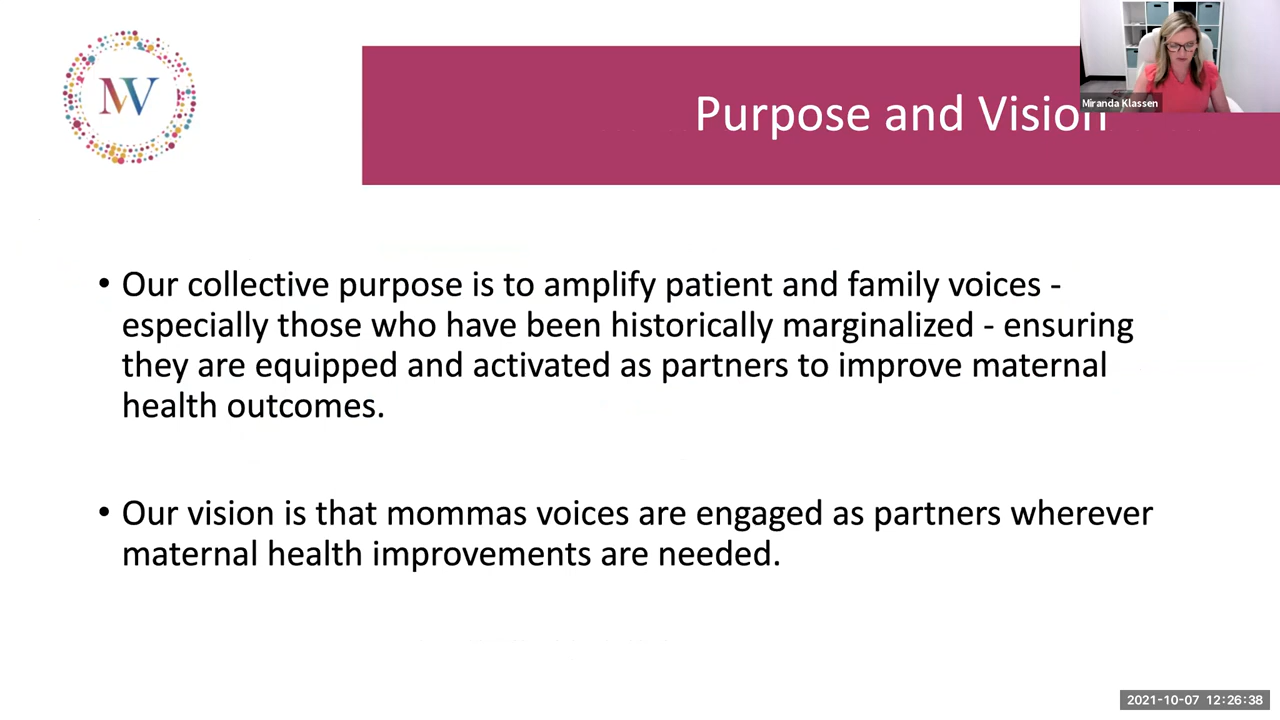 MV
Miranda Klassen
Purpose and Vision
• Our collective purpose is to amplify patient and family voices -
especially those who have been historically marginalized - ensuring
they are equipped and activated as partners to improve maternal
health outcomes.
• Our vision is that mommas voices are engaged as partners wherever
maternal health improvements are needed.
2021-10-07 12:26:38